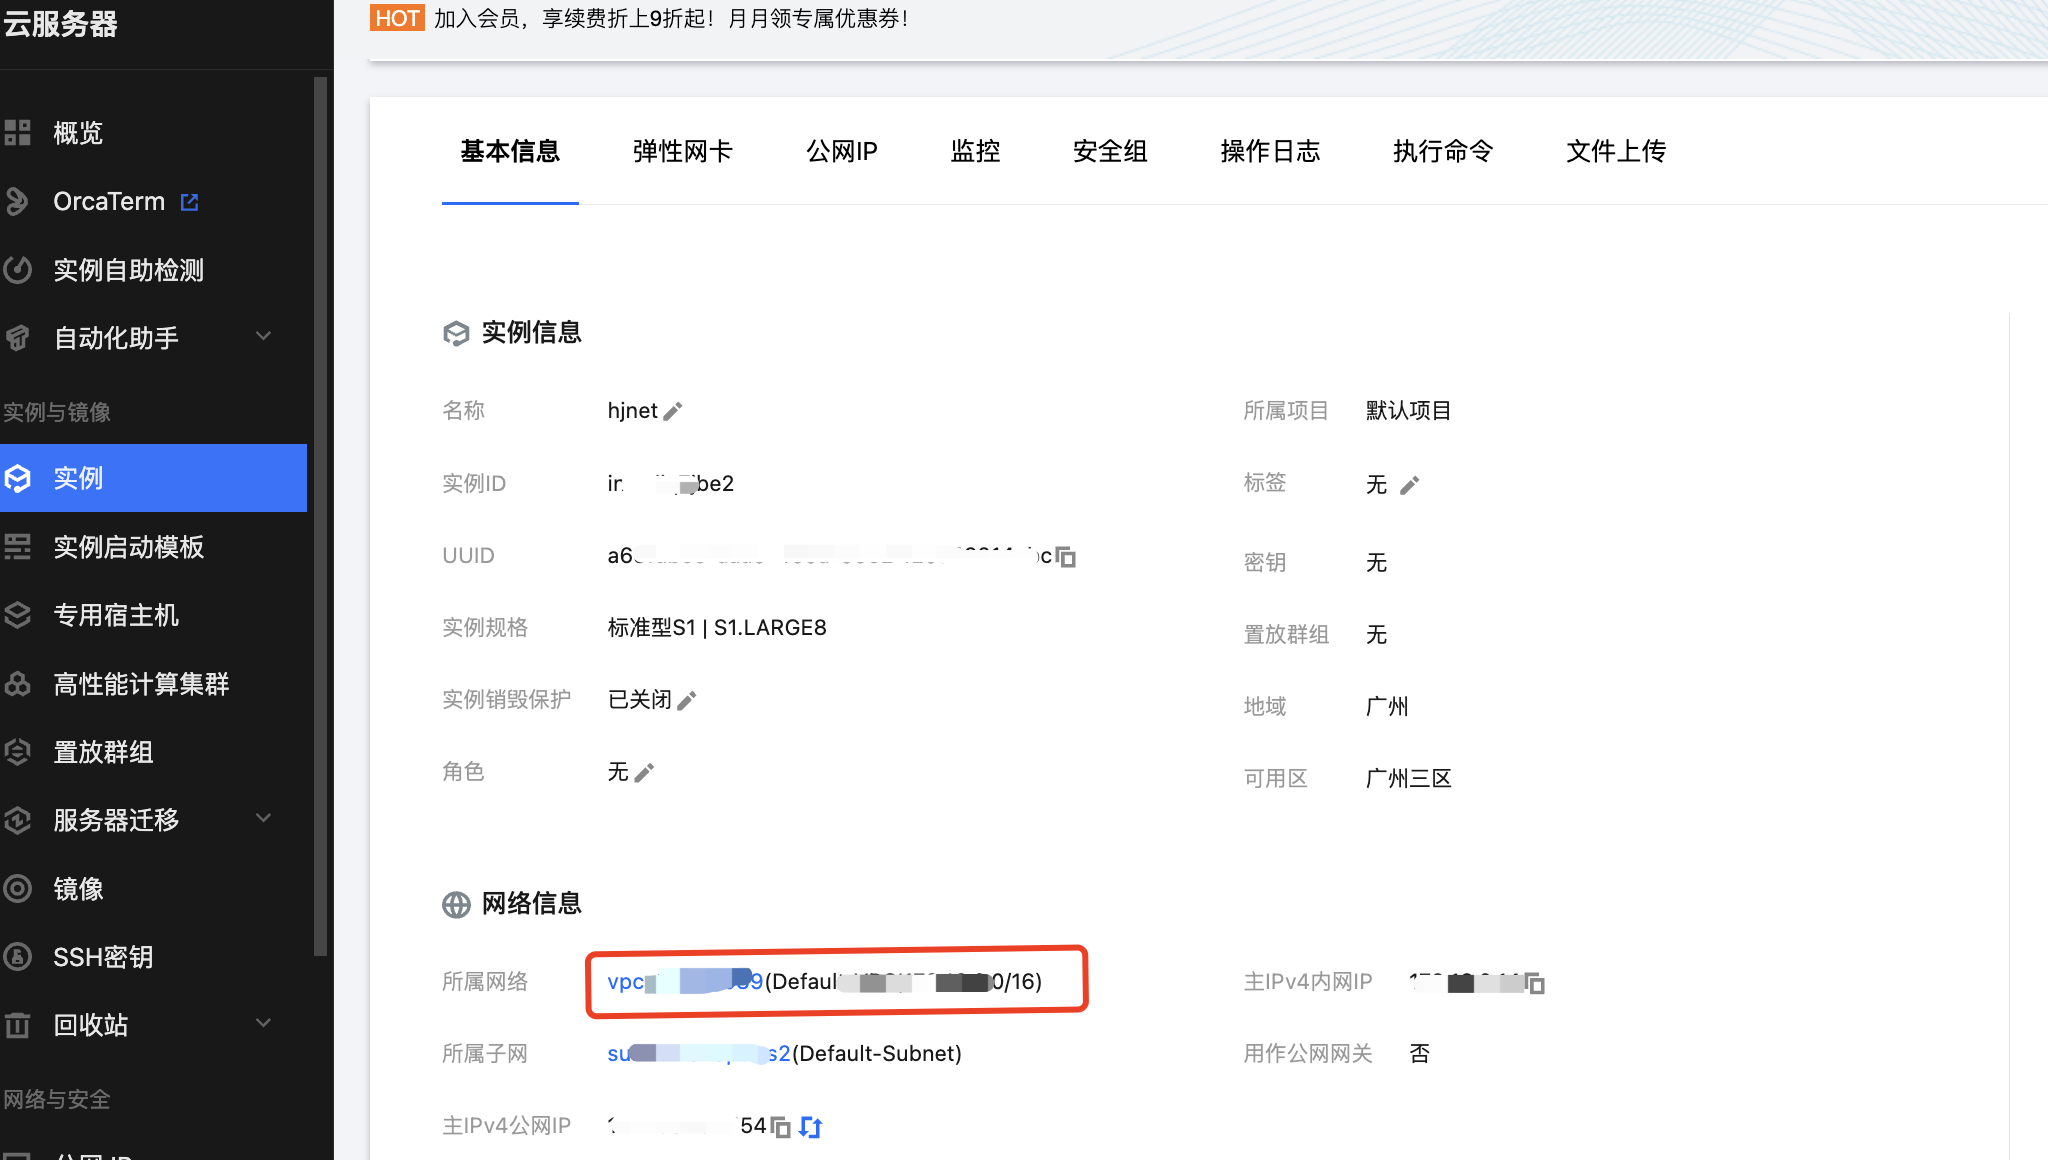 云服务器
HOT 加入会员，享续费折上9折起！月月领专属优惠券！
概览
OrcaTerm
实例自助检测
自动化助手
实例与镜像
实例
实例启动模板
专用宿主机
高性能计算集群
置放群组
服务器迁移
镜像
SSH密钥
回收站
网络与安全
公网 IP
基本信息 弹性网卡 公网IP 监控 安全组 操作日志 执行命令 文件上传
实例信息
名称 hjnet
实例ID be2
UUID a6
实例规格 标准型S1 | S1.LARGE8
实例销毁保护 已关闭
角色 无
所属项目 默认项目
标签 无
密钥 无
置放群组 无
地域 广州
可用区 广州三区
网络信息
所属网络 vpc 9(Defaul 0/16)
所属子网 su s2(Default-Subnet)
主IPv4公网IP 54
主IPv4内网IP
用作公网网关 否